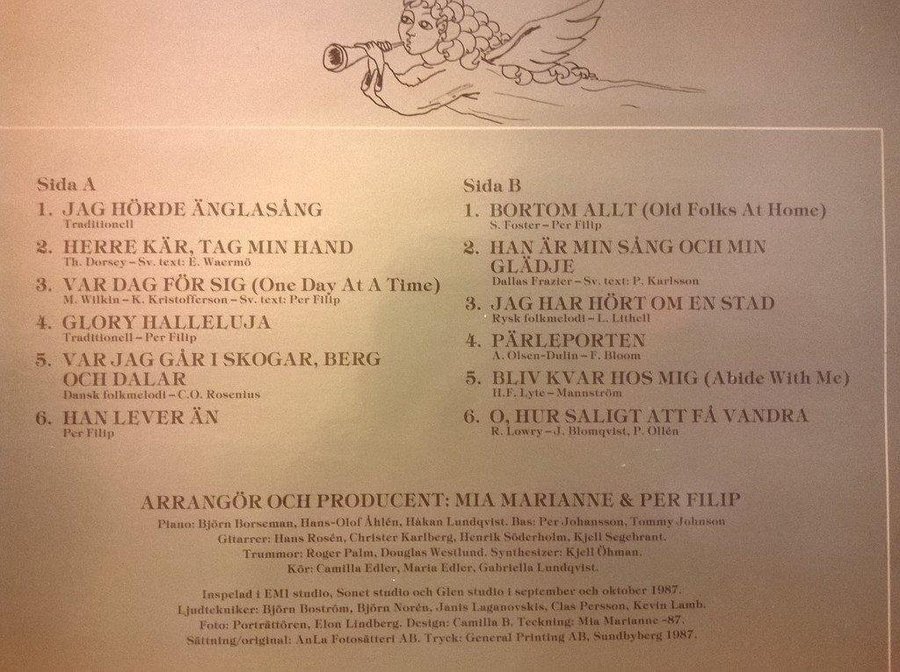 Sida A
1. JAG HÖRDE ÄNGLASÅNG
Traditionell
2. HERRE KÄR, TAG MIN HAND
Th. Dorsey – Sv. text: E. Waermö
3. VAR DAG FÖR SIG (One Day At A Time)
M. Wilkin – K. Kristofferson – Sv. text: Per Filip
4. GLORY HALLELUJA
Traditionell – Per Filip
5. VAR JAG GÅR I SKOGAR, BERG
OCH DALAR
Dansk folkmelodi – C.O. Rosenius
6. HAN LEVER ÄN
Per Filip
Sida B
1. BORTOM ALLT (Old Folks At Home)
S. Foster – Per Filip
2. HAN ÄR MIN SÅNG OCH MIN
GLÄDJE
Dallas Frazier – Sv. text: P. Karlsson
3. JAG HAR HÖRT OM EN STAD
Rysk folkmelodi – L. Lithell
4. PÄRLEPORTEN
A. Olsen-Dulin – F. Bloom
5. BLIV KVAR HOS MIG (Abide With Me)
H.F. Lyte – Mannström
6. O, HUR SALIGT ATT FÅ VANDRA
R. Lowry – J. Blomqvist, P. Ollén
ARRANGÖR OCH PRODUCENT: MIA MARIANNE & PER FILIP
Piano: Björn Borseman, Hans-Olof Åhlén, Håkan Lundqvist. Bas: Per Johansson, Tommy Johnson
Gitarrer: Hans Rosén, Christer Karlberg, Henrik Söderholm, Kjell Segebrant.
Trummor: Roger Palm, Douglas Westlund. Synthesizer: Kjell Öhman.
Kör: Camilla Edler, Maria Edler, Gabriella Lundqvist.
Inspelad i EMI studio, Sonet studio och Glen studio i september och oktober 1987.
Ljudtekniker: Björn Boström, Björn Norén, Janis Laganovskis, Clas Persson, Kevin Lamb.
Foto: Porträttören, Elon Lindberg. Design: Camilla B. Teckning: Mia Marianne -87.
Sättning/original: AnLa Fotosätteri AB. Tryck: General Printing AB, Sundbyberg 1987.